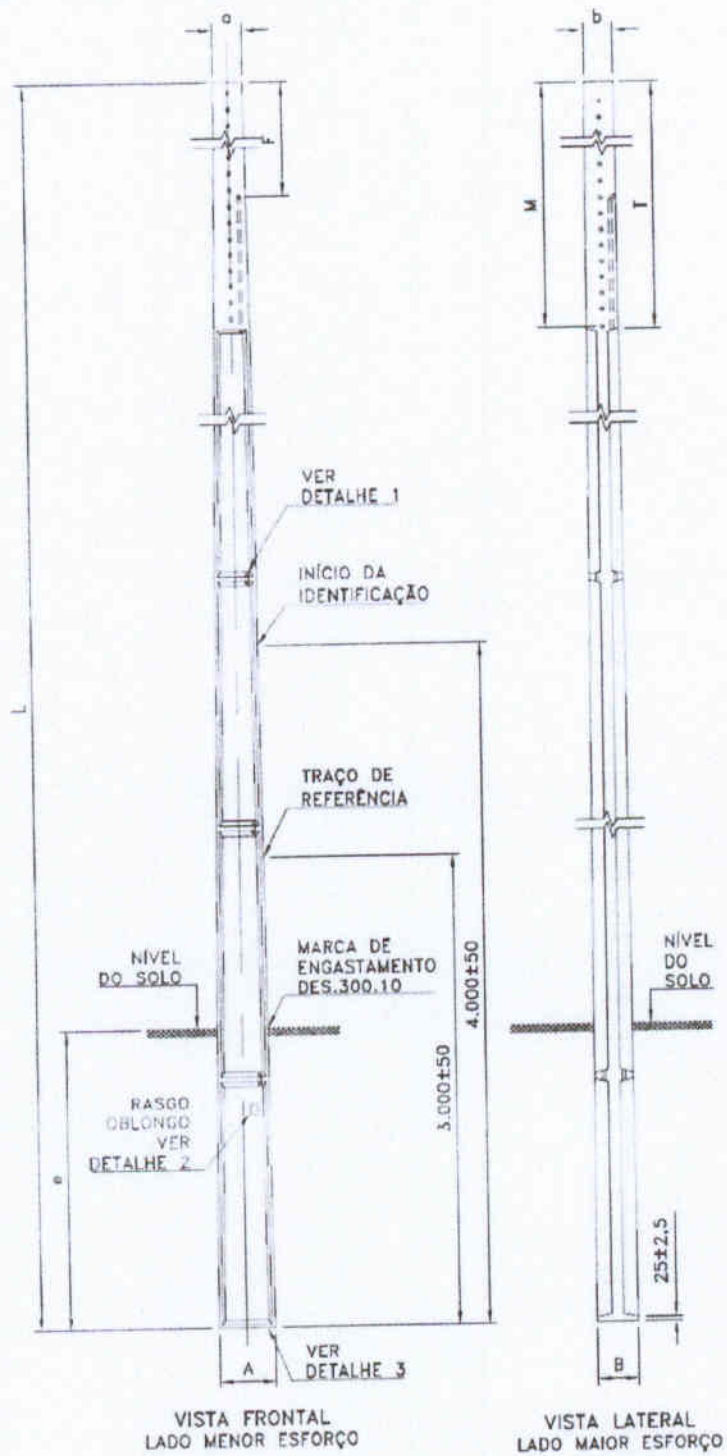 a
b
F
M
T
L
VER
DETALHE 1
INÍCIO DA
IDENTIFICAÇÃO
TRAÇO DE
REFERÊNCIA
NÍVEL
DO SOLO
MARCA DE
ENGASTAMENTO
DES.300.10
4.000±50
3.000±50
NÍVEL
DO
SOLO
RASGO
OBLONGO
VER
DETALHE 2
e
25±2,5
A
VER
DETALHE 3
B
VISTA FRONTAL
LADO MENOR ESFORÇO
VISTA LATERAL
LADO MAIOR ESFORÇO